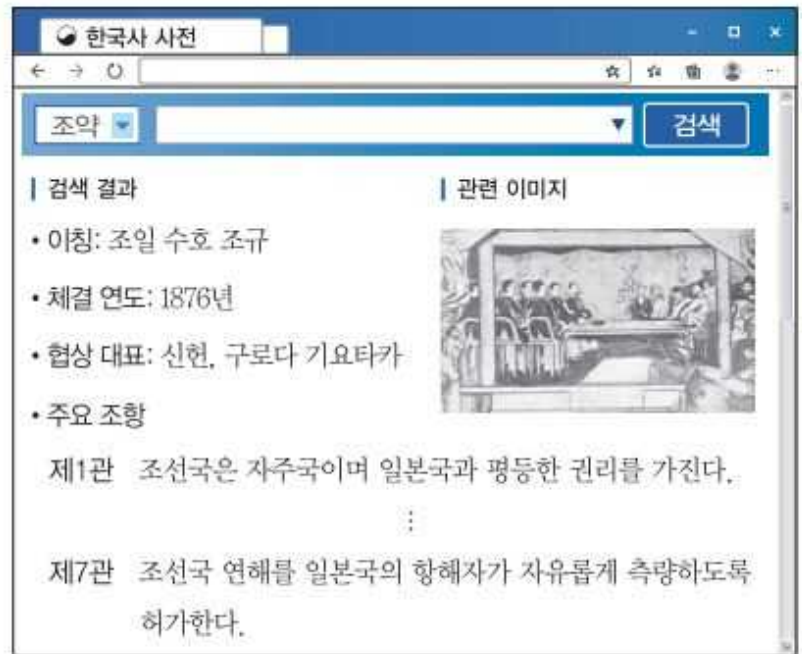 한국사 사전
조약
검색
검색 결과
관련 이미지
• 이칭: 조일 수호 조규
• 체결 연도: 1876년
• 협상 대표: 신헌, 구로다 기요타카
• 주요 조항
제1관 조선국은 자주국이며 일본국과 평등한 권리를 가진다.
⋮
제7관 조선국 연해를 일본국의 항해자가 자유롭게 측량하도록
허가한다.